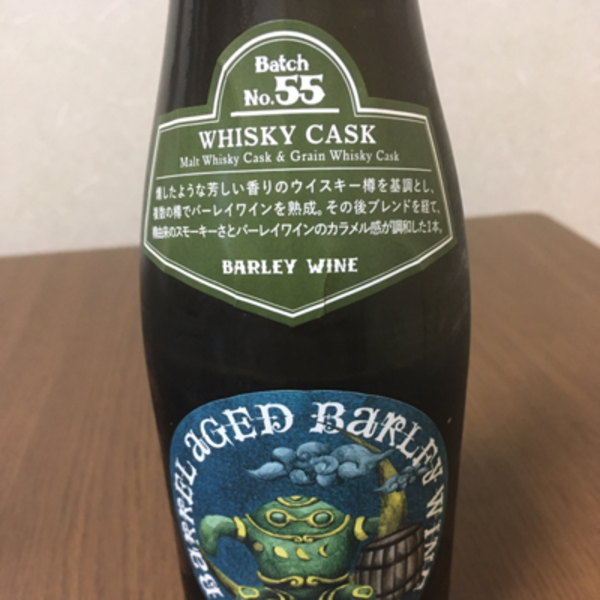 Batch
No.55
WHISKY CASK
Malt Whisky Cask & Grain Whisky Cask
燻したような芳しい香りのウイスキー樽を基調とし、
複数の樽でバーレイワインを熟成。その後ブレンドを経て、
樽由来のスモーキーさとバーレイワインのカラメル感が調和した1本。
BARLEY WINE
BARREL AGED BARLEY WINE